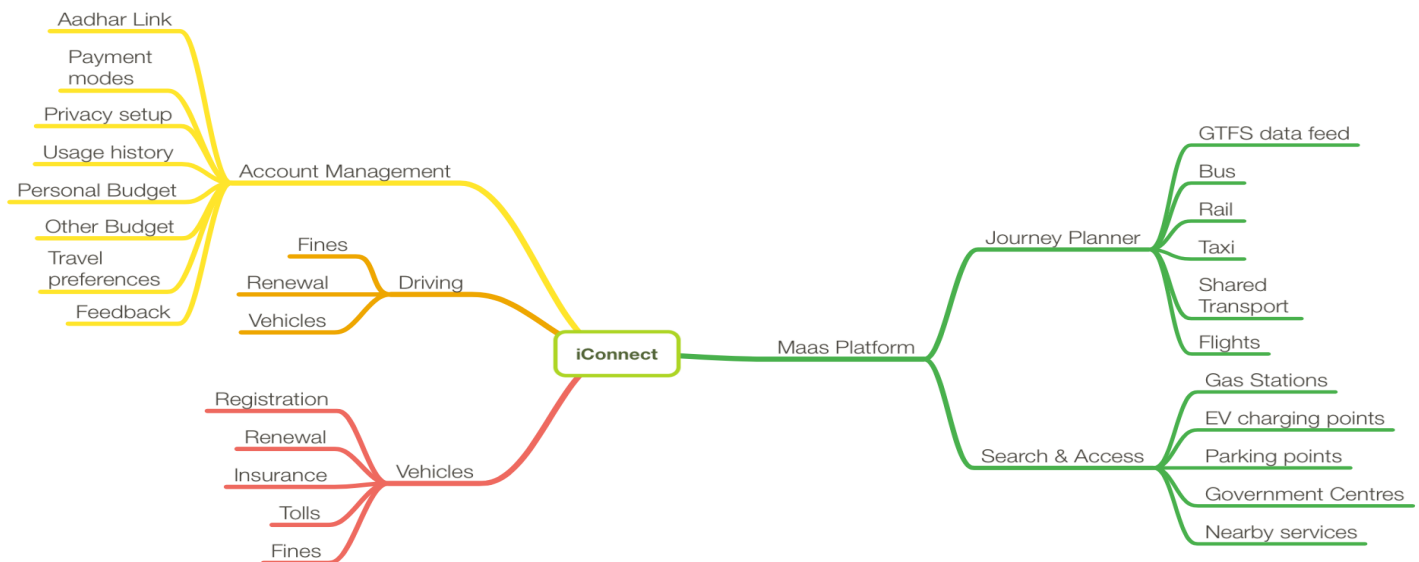 Aadhar Link
Payment
modes
Privacy setup
Usage history
Personal Budget
Other Budget
Travel
preferences
Feedback
Account Management
Fines
Renewal
Vehicles
Driving
iConnect
Registration
Renewal
Insurance
Tolls
Fines
Vehicles
Maas Platform
Journey Planner
GTFS data feed
Bus
Rail
Taxi
Shared
Transport
Flights
Search & Access
Gas Stations
EV charging points
Parking points
Government Centres
Nearby services